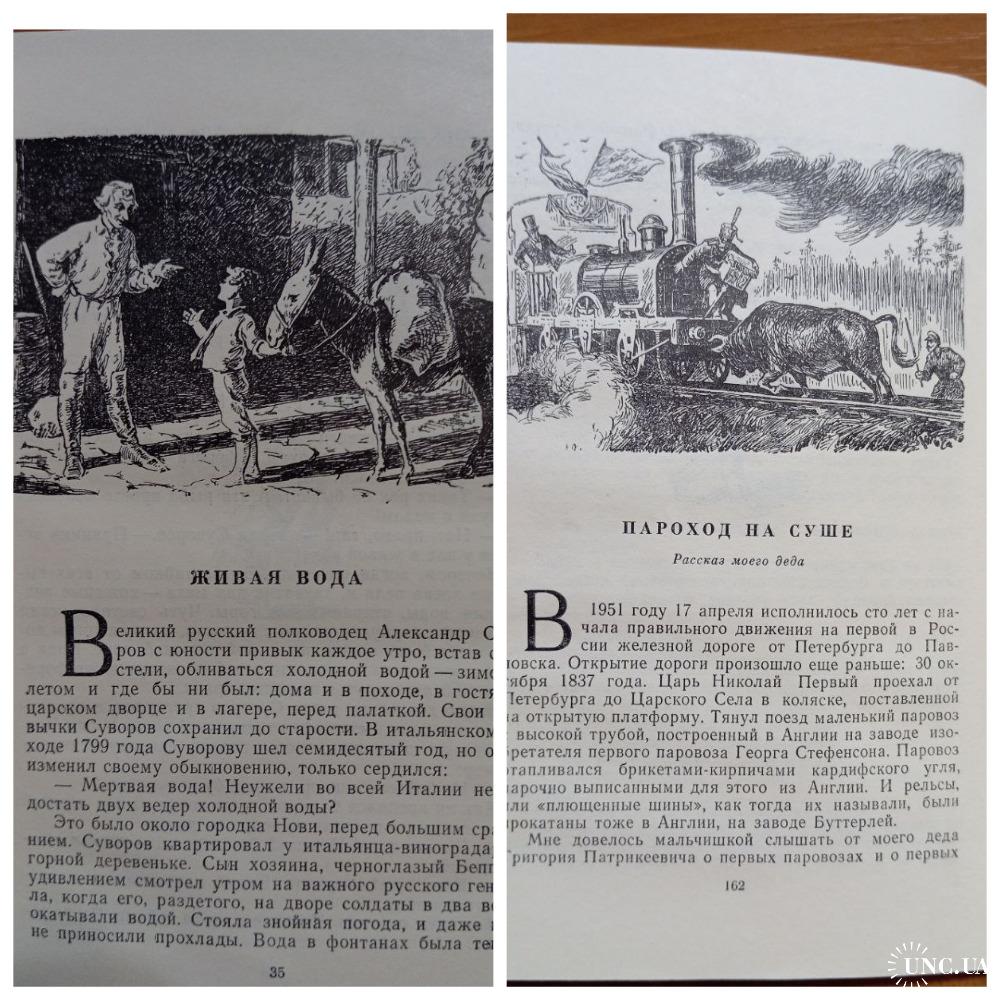 ЖИВАЯ ВОДА
Великий русский полководец Александр С
ров с юности привык каждое утро, встав с
стели, обливаться холодной водой — зимо
летом и где бы ни был: дома и в походе, в гостя
царском дворце и в лагере, перед палаткой. Свои
вычки Суворов сохранил до старости. В итальянском
ходе 1799 года Суворову шел семидесятый год, но о
изменил своему обыкновению, только сердился:
— Мертвая вода! Неужели во всей Италии не
достать двух ведер холодной воды?
Это было около городка Нови, перед большим сра
нием. Суворов квартировал у итальянца-виноград
горной деревеньке. Сын хозяина, черноглазый Бепп
удивлением смотрел утром на важного русского ген
ла, когда его, раздетого, на дворе солдаты в два ве
окатывали водой. Стояла знойная погода, и даже
не приносили прохлады. Вода в фонтанах была теп
35
ПАРОХОД НА СУШЕ
Рассказ моего деда
В 1951 году 17 апреля исполнилось сто лет с на-
чала правильного движения на первой в Рос-
сии железной дороге от Петербурга до Пав-
ловска. Открытие дороги произошло еще раньше: 30 ок-
тября 1837 года. Царь Николай Первый проехал от
Петербурга до Царского Села в коляске, поставленной
на открытую платформу. Тянул поезд маленький паровоз
с высокой трубой, построенный в Англии на заводе изо-
бретателя первого паровоза Георга Стефенсона. Паровоз
отапливался брикетами-кирпичами кардифского угля,
нарочно выписанными для этого из Англии. И рельсы,
или «плющенные шины», как тогда их называли, были
прокатаны тоже в Англии, на заводе Буттерлей.
Мне довелось мальчишкой слышать от моего деда
Григория Патрикеевича о первых паровозах и о первых
162
UNC.UA